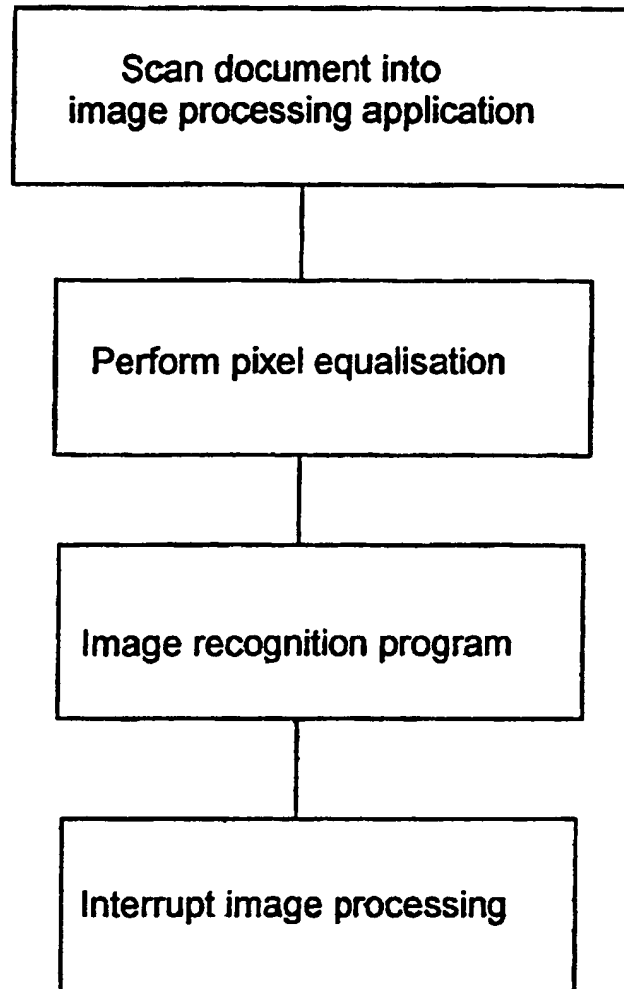 Scan document into
image processing application
Perform pixel equalisation
Image recognition program
Interrupt image processing